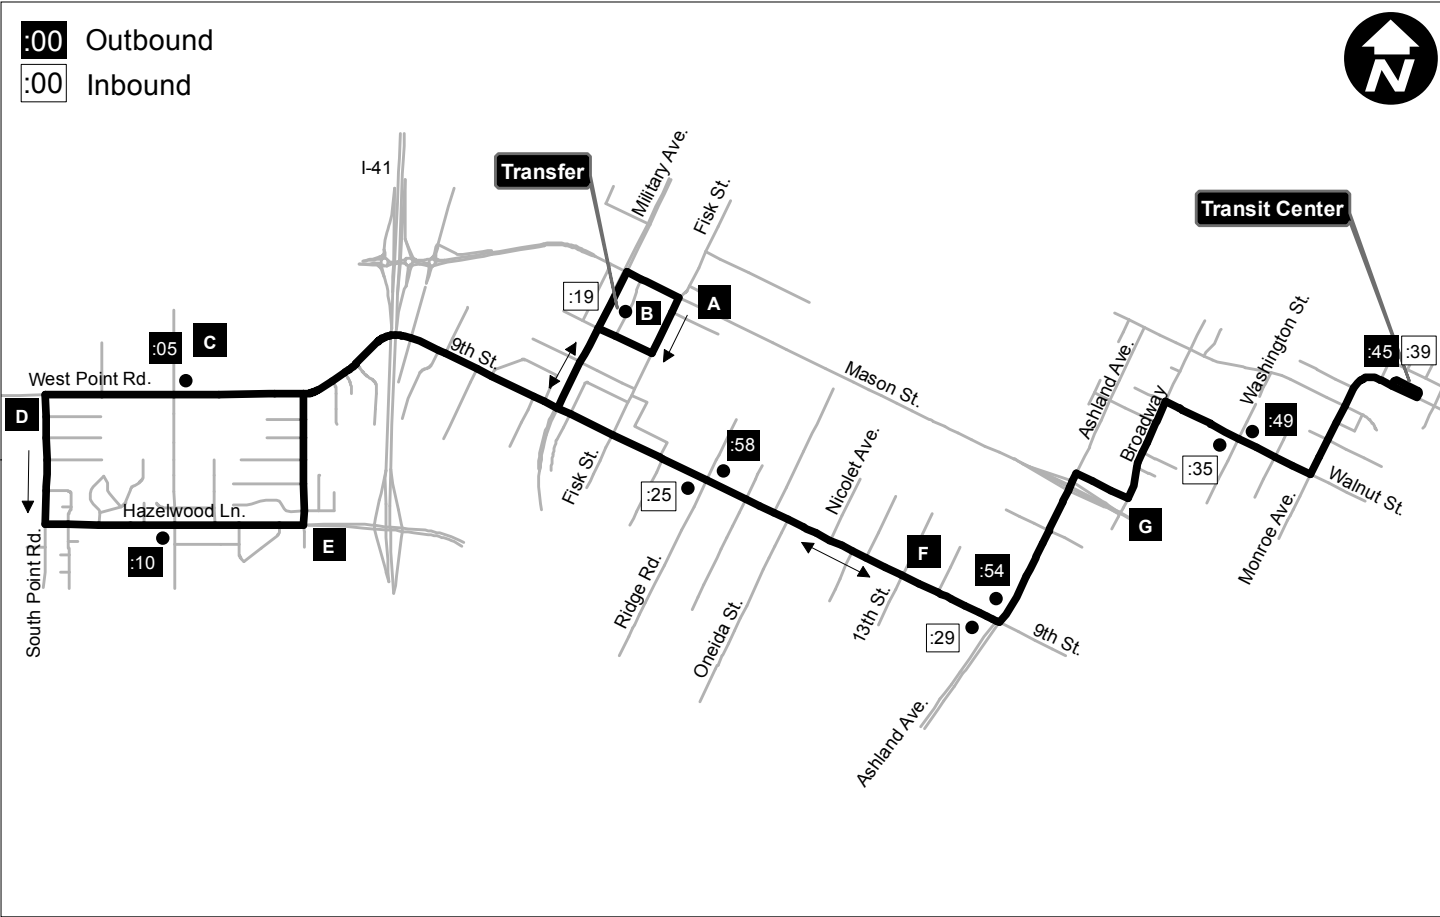 :00 Outbound
:00 Inbound
N
I-41
Transfer
Military Ave.
Fisk St.
Transit Center
:19
B
A
:05
C
West Point Rd.
9th St.
Mason St.
Ashland Ave.
Broadway
Washington St.
:45
:39
D
:49
:35
Walnut St.
Monroe Ave.
:58
:25
Fisk St.
Nicolet Ave.
Hazelwood Ln.
:10
E
South Point Rd.
G
F
:54
Ridge Rd.
Oneida St.
13th St.
:29
9th St.
Ashland Ave.